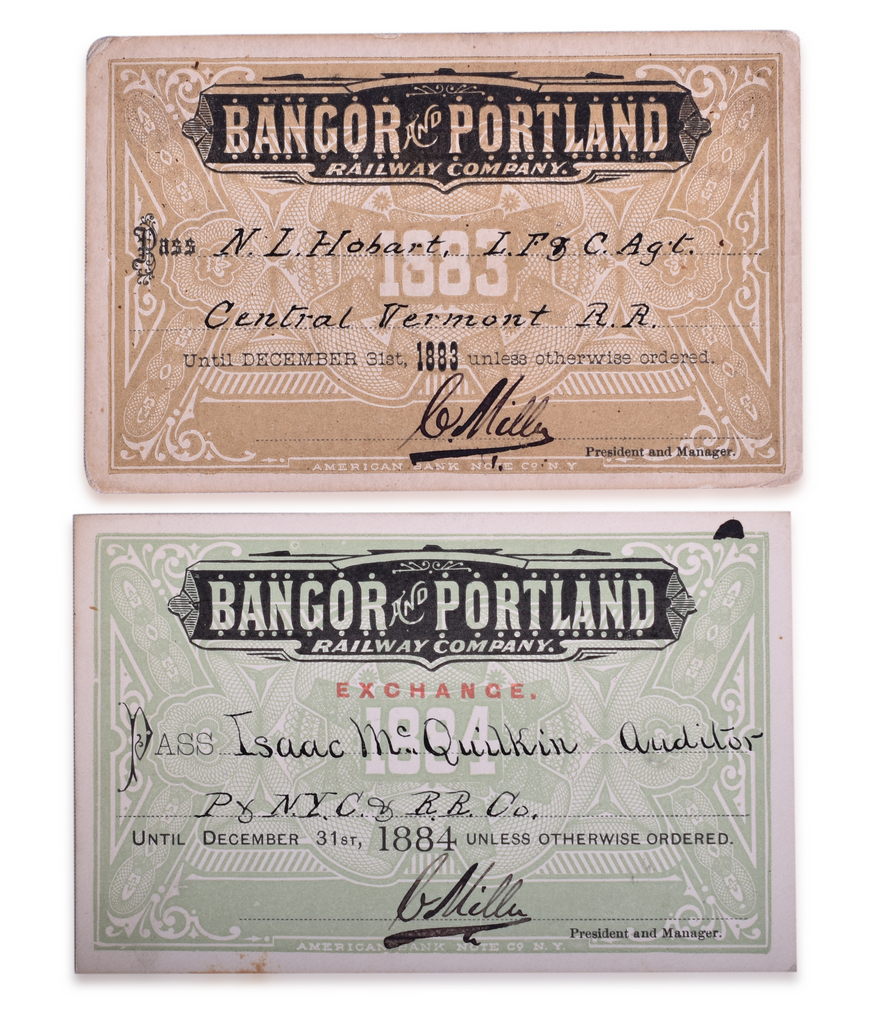 BANGOR AND PORTLAND
RAILWAY COMPANY.
1883
Pass N. L. Hobart, L. F & C. Agt.
Central Vermont R. R.
Until DECEMBER 31st, 1883 unless otherwise ordered.
C. Miller
President and Manager.
AMERICAN BANK NOTE CO. N.Y.
BANGOR AND PORTLAND
RAILWAY COMPANY.
EXCHANGE.
1884
PASS Isaac Mc. Quilkin Auditor
P & N.Y. C. & R. R. Co.
UNTIL DECEMBER 31ST, 1884 UNLESS OTHERWISE ORDERED.
C. Miller
President and Manager.
AMERICAN BANK NOTE CO. N.Y.